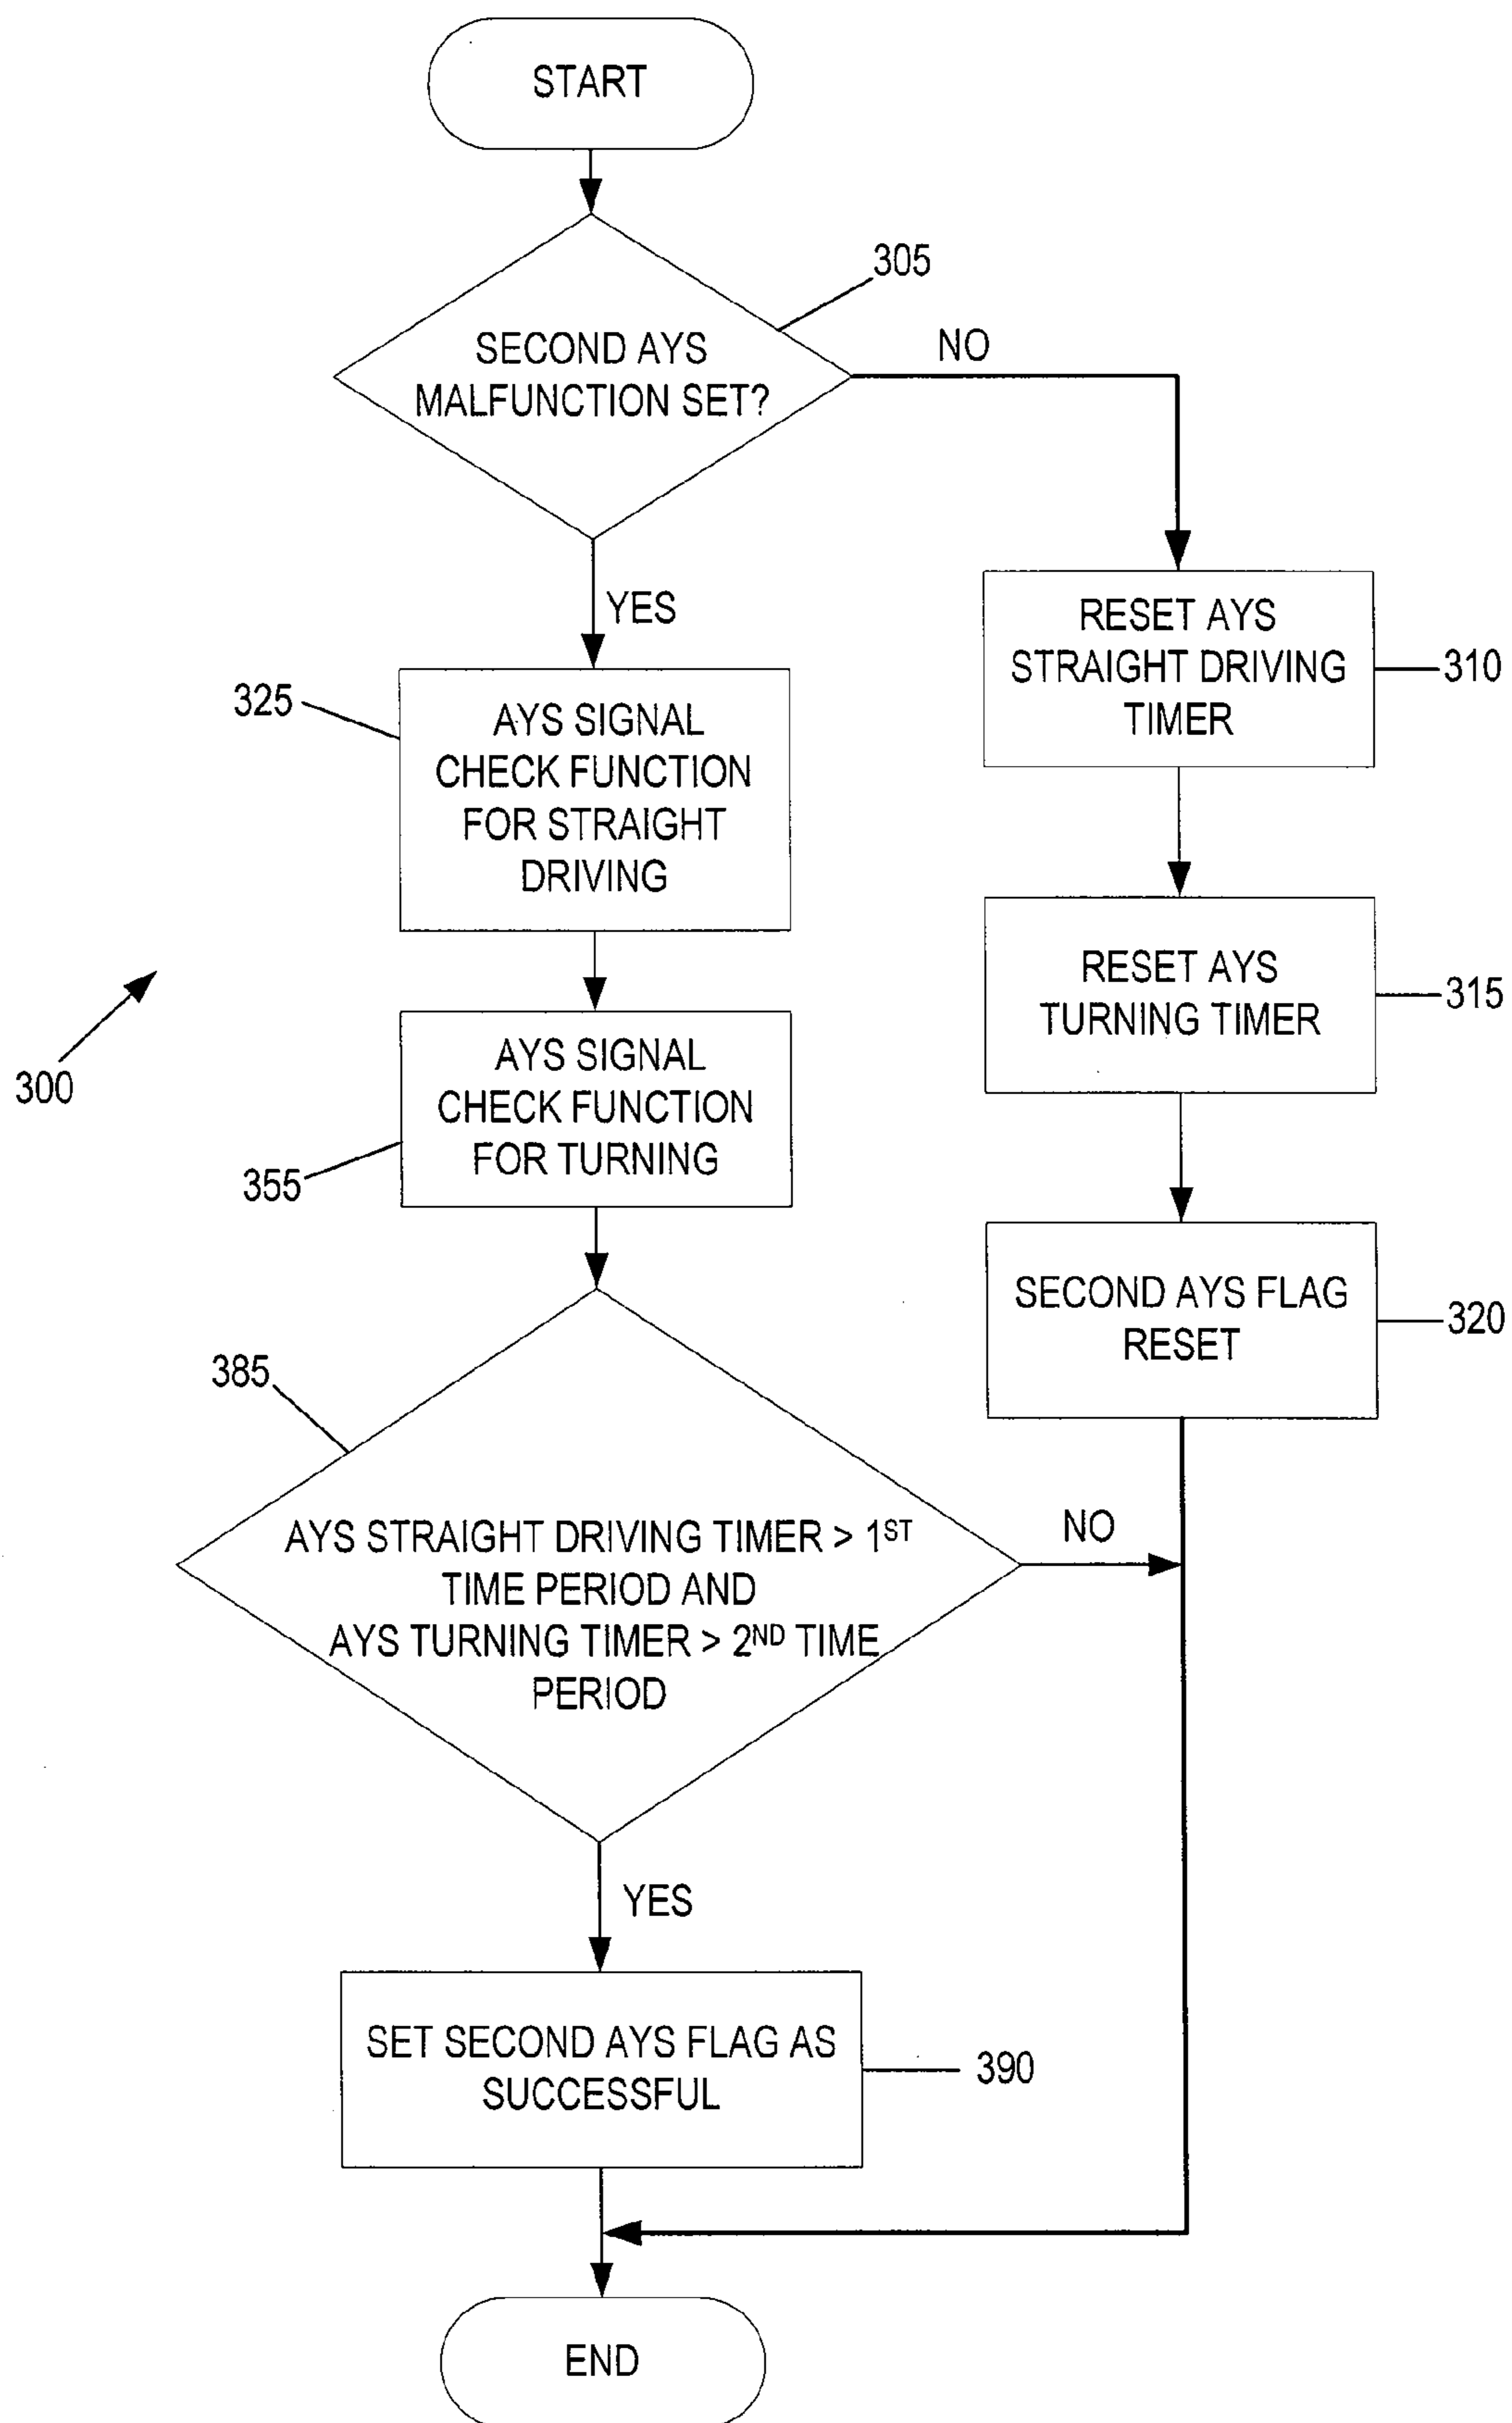 START
305
SECOND AYS
MALFUNCTION SET?
NO
YES
RESET AYS
STRAIGHT DRIVING
TIMER
310
325
AYS SIGNAL
CHECK FUNCTION
FOR STRAIGHT
DRIVING
RESET AYS
TURNING TIMER
315
300
AYS SIGNAL
CHECK FUNCTION
FOR TURNING
355
SECOND AYS FLAG
RESET
320
385
AYS STRAIGHT DRIVING TIMER > 1ST
TIME PERIOD AND
AYS TURNING TIMER > 2ND TIME
PERIOD
NO
YES
SET SECOND AYS FLAG AS
SUCCESSFUL
390
END